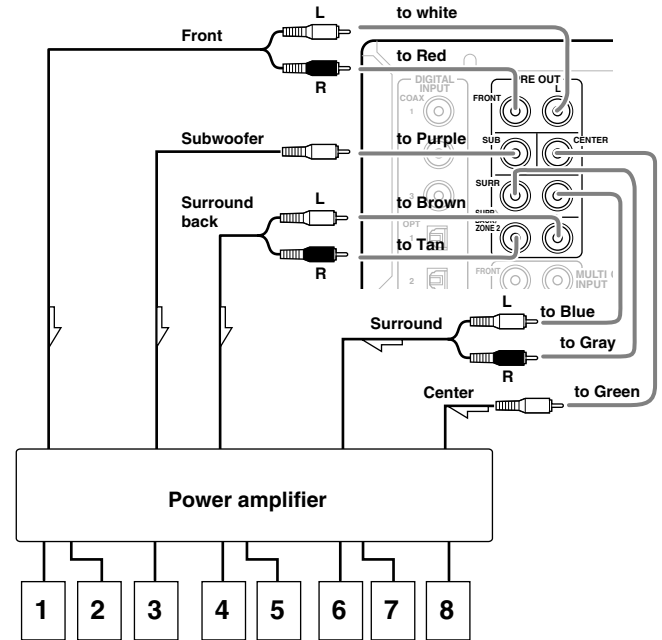 L
to white
Front
to Red
R
DIGITAL
INPUT
PRE OUT
L
COAX
1
FRONT
Subwoofer
to Purple
SUB
CENTER
SURR
3
Surround
back
L
to Brown
SURR
BACK/
ZONE 2
OPT
1
to Tan
R
2
FRONT
MULTI C
INPUT
L
to Blue
Surround
to Gray
R
Center
to Green
Power amplifier
1 2 3 4 5 6 7 8